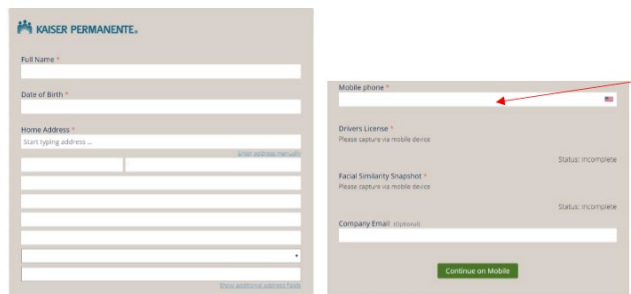 KAISER PERMANENTE®
Full Name *
Date of Birth *
Home Address *
Start typing address ...
Enter address manually
Show additional address fields
Mobile phone *
Drivers License *
Please capture via mobile device
Status: Incomplete
Facial Similarity Snapshot *
Please capture via mobile device
Status: Incomplete
Company Email (Optional)
Continue on Mobile